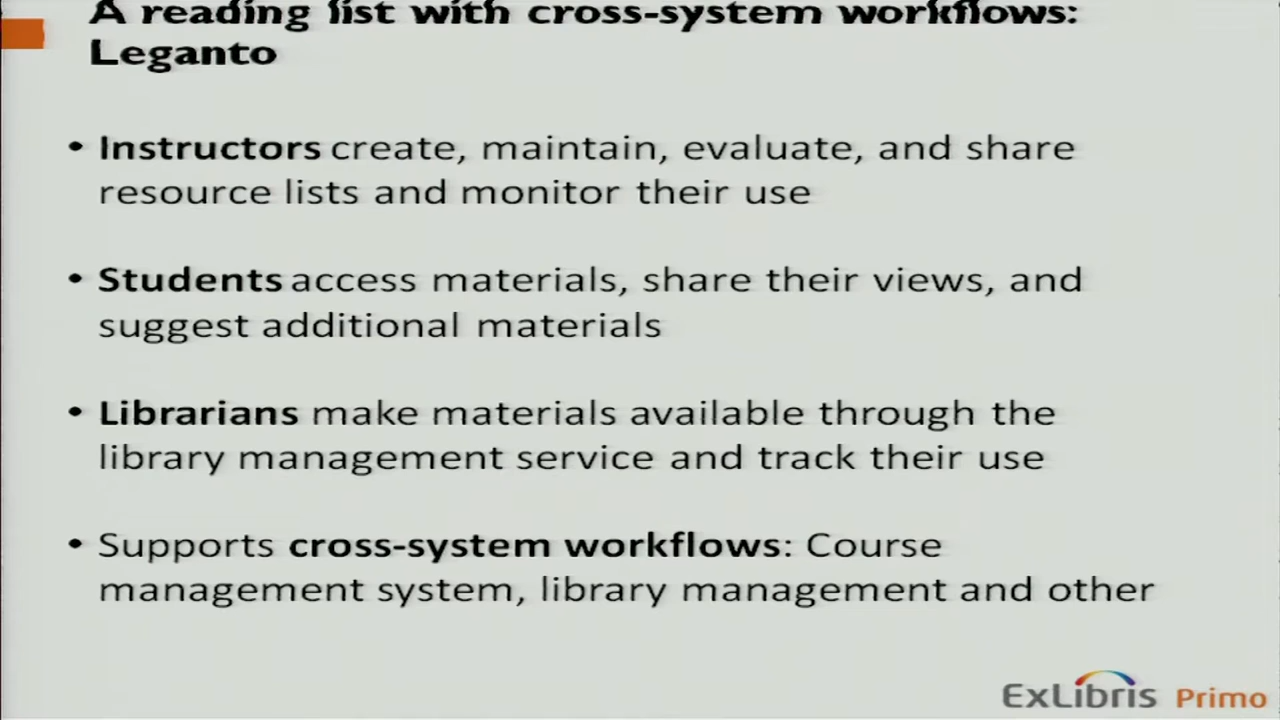 A reading list with cross-system workflows:
Leganto
• Instructors create, maintain, evaluate, and share
resource lists and monitor their use
• Students access materials, share their views, and
suggest additional materials
• Librarians make materials available through the
library management service and track their use
• Supports cross-system workflows: Course
management system, library management and other
ExLibris Primo